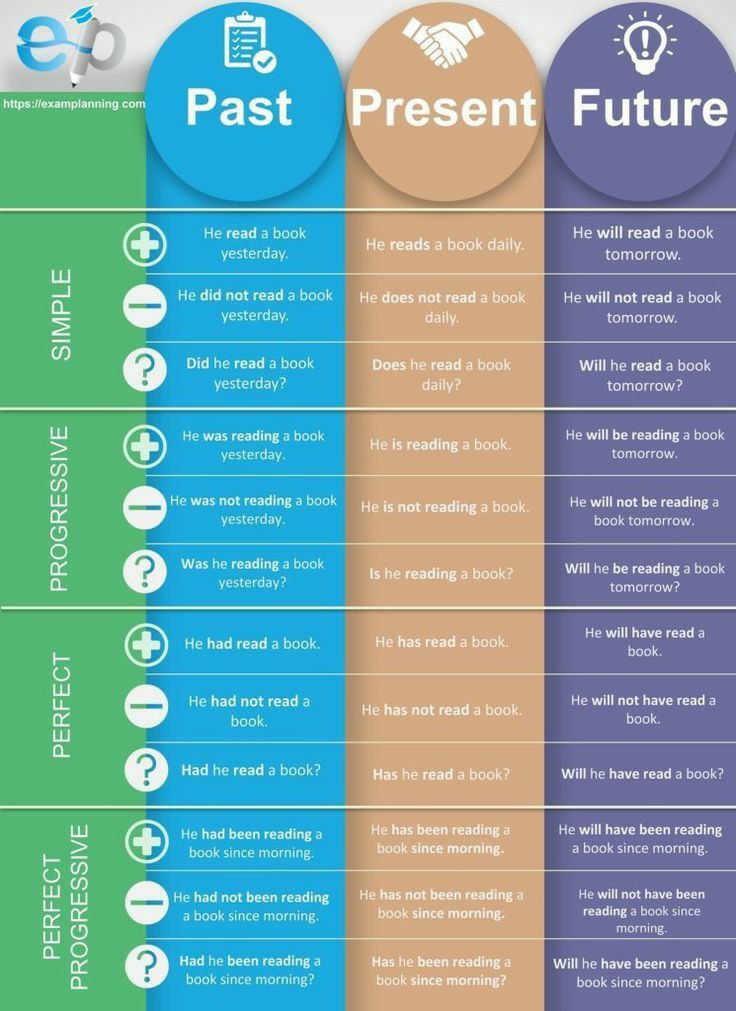 ep
https://examplanning.com
Past
Present
Future
SIMPLE
He read a book
yesterday.
He reads a book daily.
He will read a book
tomorrow.
He did not read a book
yesterday.
He does not read a book
daily.
He will not read a book
tomorrow.
?
Did he read a book
yesterday?
Does he read a book
daily?
Will he read a book
tomorrow?
PROGRESSIVE
He was reading a book
yesterday.
He is reading a book.
He will be reading a book
tomorrow.
He was not reading a book
yesterday.
He is not reading a book.
He will not be reading a
book tomorrow.
?
Was he reading a book
yesterday?
Is he reading a book?
Will he be reading a book
tomorrow?
PERFECT
He had read a book.
He has read a book.
He will have read a
book.
He had not read a
book.
He has not read a book.
He will not have read a
book.
?
Had he read a book?
Has he read a book?
Will he have read a book?
PERFECT
PROGRESSIVE
He had been reading a
book since morning.
He has been reading a
book since morning.
He will have been reading
a book since morning.
He had not been reading
a book since morning.
He has not been reading a
book since morning.
He will not have been
reading a book since
morning.
?
Had he been reading a
book since morning?
Has he been reading a
book since morning?
Will he have been reading a
book since morning?